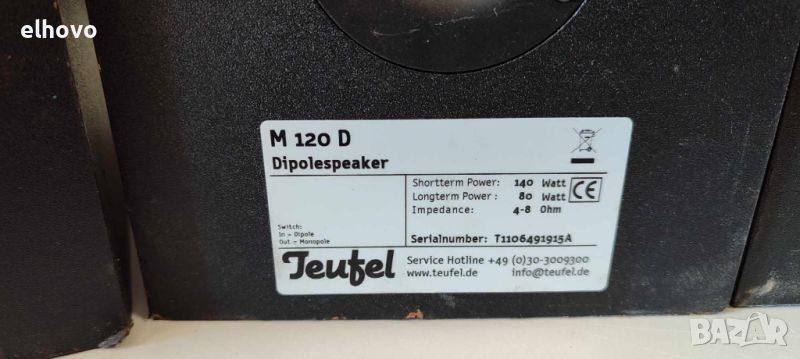 elhovo
M 120 D
Dipolespeaker
Shortterm Power: 140 Watt
Longterm Power : 80 Watt
Impedance: 4-8 Ohm
CE
Switch:
In = Dipole
Out = Monopole
Serialnumber: T1106491915A
Teufel
Service Hotline +49 (0)30-3009300
www.teufel.de info@teufel.de
BAZAR